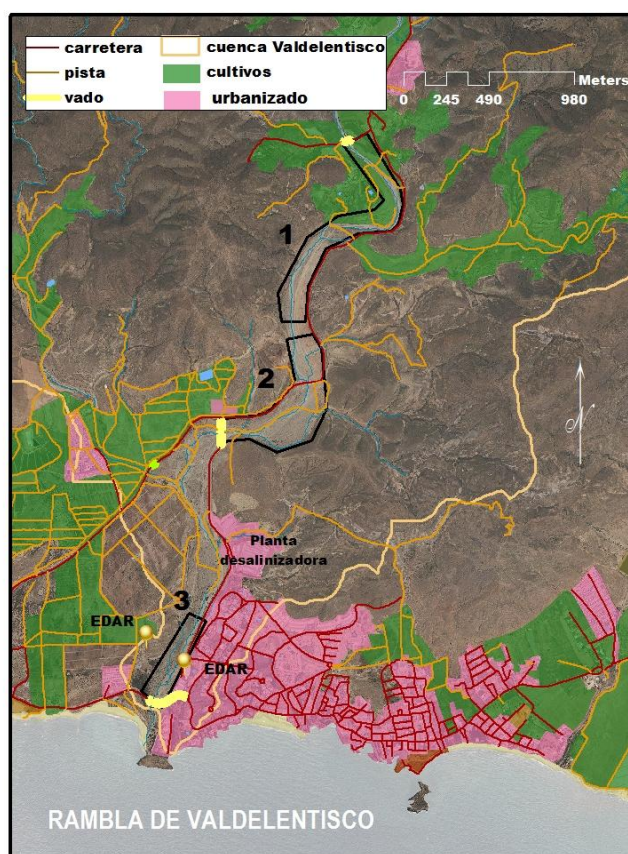 carretera
cuenca Valdelentisco
pista
cultivos
vado
urbanizado
Meters
0 245 490 980
1
2
N
Planta
desalinizadora
3
EDAR
EDAR
RAMBLA DE VALDELENTISCO